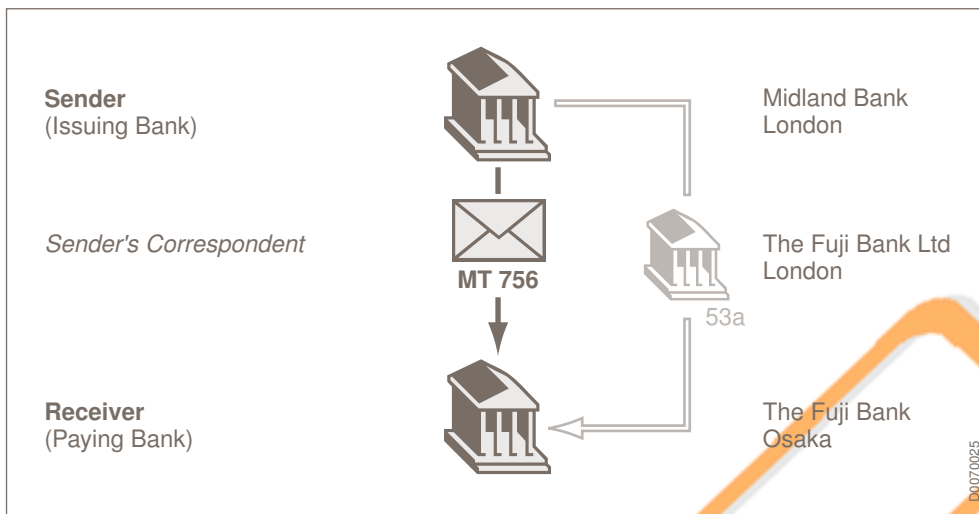 Sender
(Issuing Bank)
Midland Bank
London
Sender's Correspondent
MT 756
The Fuji Bank Ltd
London
53a
Receiver
(Paying Bank)
The Fuji Bank
Osaka
D0070025